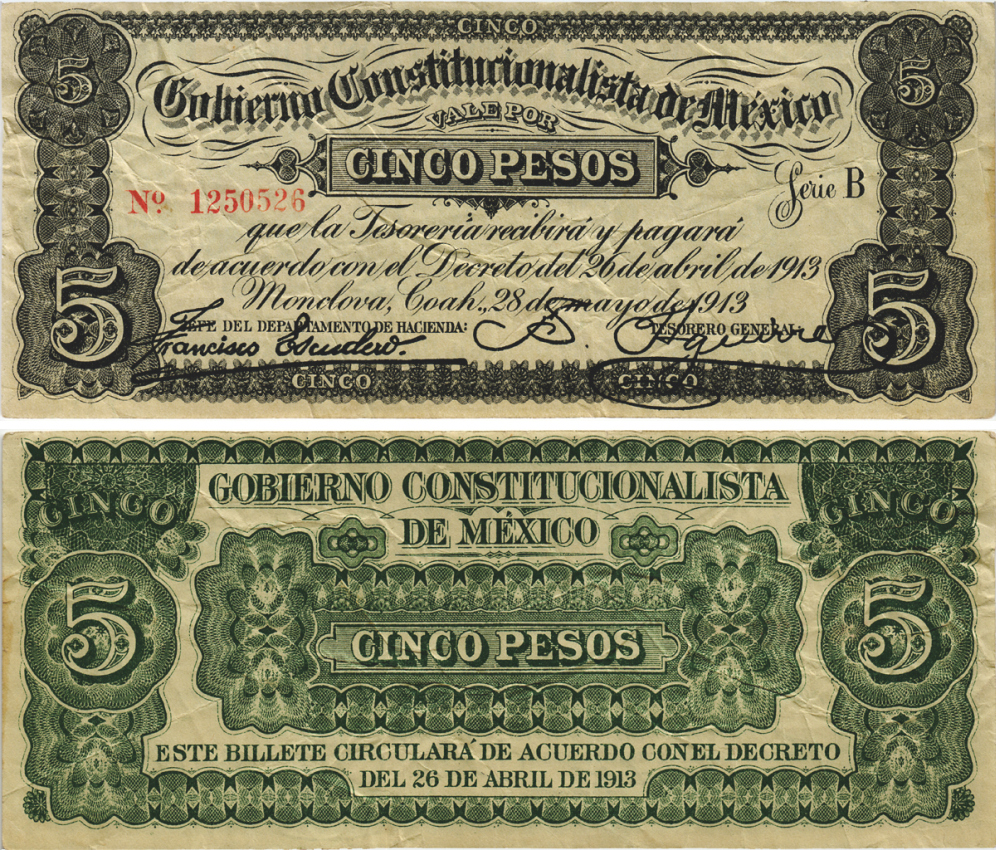 CINCO
5 5
Gobierno Constitucionalista de México
VALE POR
CINCO PESOS
Serie B
Nº 1250526
que la Tesorería recibirá y pagará
de acuerdo con el Decreto del 26 de abril de 1913
Monclova, Coah., 28 de mayo de 1913
5 5
JEFE DEL DEPARTAMENTO DE HACIENDA: TESORERO GENERAL:
Francisco Escudero. S. Aguirre
CINCO CINCO
GOBIERNO CONSTITUCIONALISTA
CINCO CINCO
DE MÉXICO
5 5
CINCO PESOS
ESTE BILLETE CIRCULARÁ DE ACUERDO CON EL DECRETO
DEL 26 DE ABRIL DE 1913